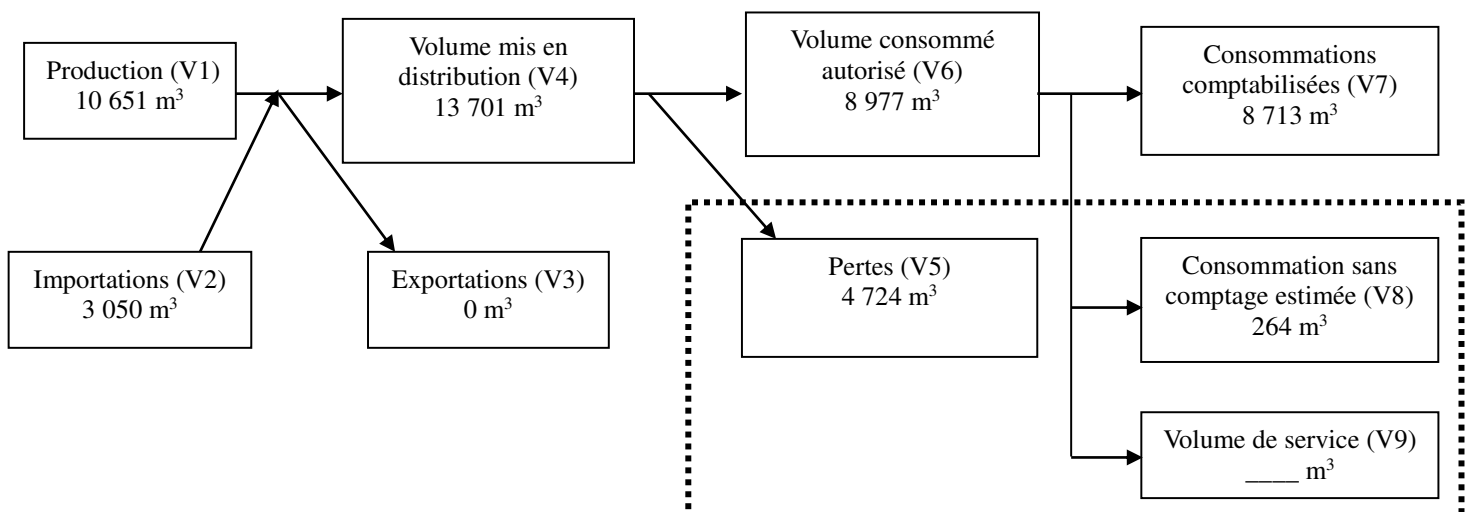 Production (V1)
10 651 m³
Volume mis en
distribution (V4)
13 701 m³
Volume consommé
autorisé (V6)
8 977 m³
Consommations
comptabilisées (V7)
8 713 m³
Importations (V2)
3 050 m³
Exportations (V3)
0 m³
Pertes (V5)
4 724 m³
Consommation sans
comptage estimée (V8)
264 m³
Volume de service (V9)
____ m³